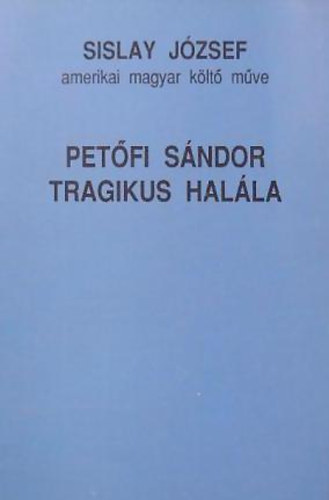 SISLAY JÓZSEF
amerikai magyar költő műve
PETŐFI SÁNDOR
TRAGIKUS HALÁLA